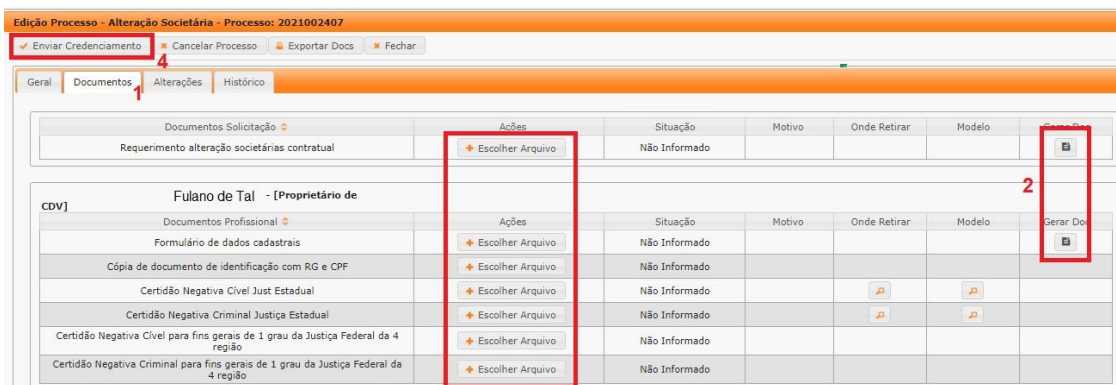 Edição Processo - Alteração Societária - Processo: 2021002407
Enviar Credenciamento Cancelar Processo Exportar Docs Fechar
4
Geral Documentos Alterações Histórico
1
Documentos Solicitação Ações Situação Motivo Onde Retirar Modelo Gerar Doc
Requerimento alteração societárias contratual Escolher Arquivo Não Informado
2
Fulano de Tal - [Proprietário de
CDV]
Documentos Profissional Ações Situação Motivo Onde Retirar Modelo Gerar Doc
Formulário de dados cadastrais Escolher Arquivo Não Informado
Cópia de documento de identificação com RG e CPF Escolher Arquivo Não Informado
Certidão Negativa Cível Just Estadual Escolher Arquivo Não Informado
Certidão Negativa Criminal Justiça Estadual Escolher Arquivo Não Informado
Certidão Negativa Cível para fins gerais de 1 grau da Justiça Federal da 4
região Escolher Arquivo Não Informado
Certidão Negativa Criminal para fins gerais de 1 grau da Justiça Federal da
4 região Escolher Arquivo Não Informado